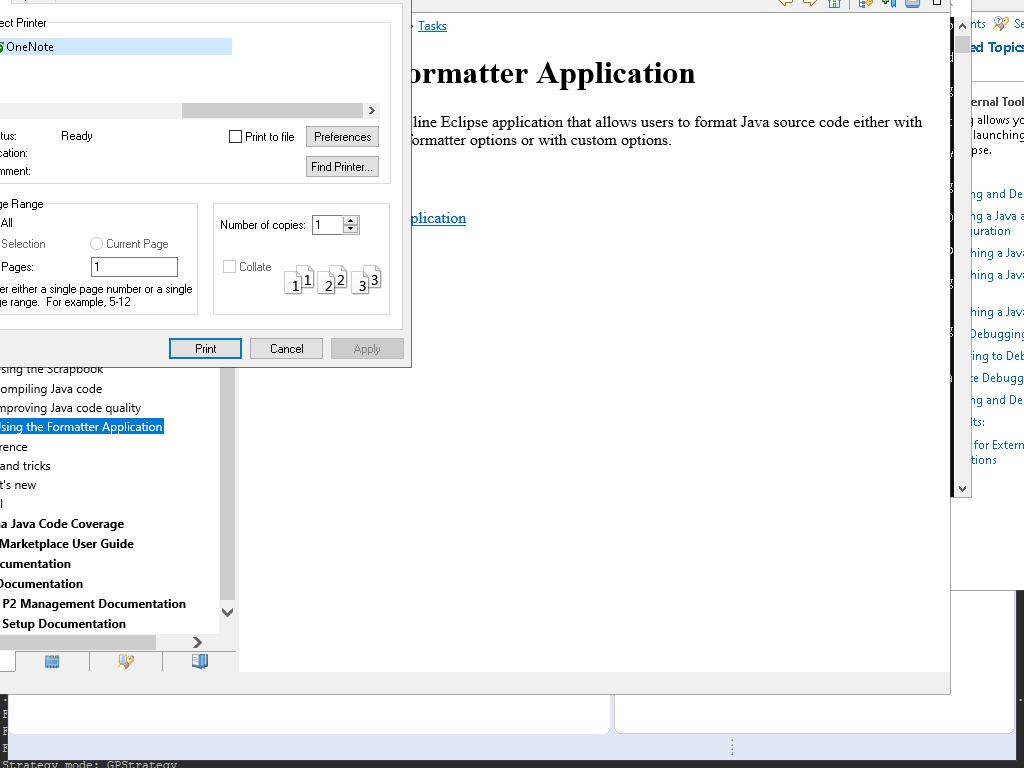 ect Printer
OneNote
tus: Ready
Print to file
Preferences
cation:
mment:
Find Printer...
ge Range
All
Selection
Current Page
Pages:
1
er either a single page number or a single
ge range. For example, 5-12
Number of copies:
1
Collate
1 1 2 2 3 3
Print
Cancel
Apply
Tasks
ormatter Application
line Eclipse application that allows users to format Java source code either with
ormatter options or with custom options.
plication
sing the Scrapbook
ompiling Java code
mproving Java code quality
sing the Formatter Application
rence
and tricks
t's new
l
a Java Code Coverage
Marketplace User Guide
cumentation
Documentation
P2 Management Documentation
Setup Documentation
nts
Se
ed Topics
ernal Tool
allows yo
launching
pse.
ng and De
ng a Java a
uration
hing a Java
hing a Java
hing a Java
Debugging
ing to Deb
te Debugg
ng and De
lts:
for Extern
tions
F
F
F
Strategy mode: GPStrategy